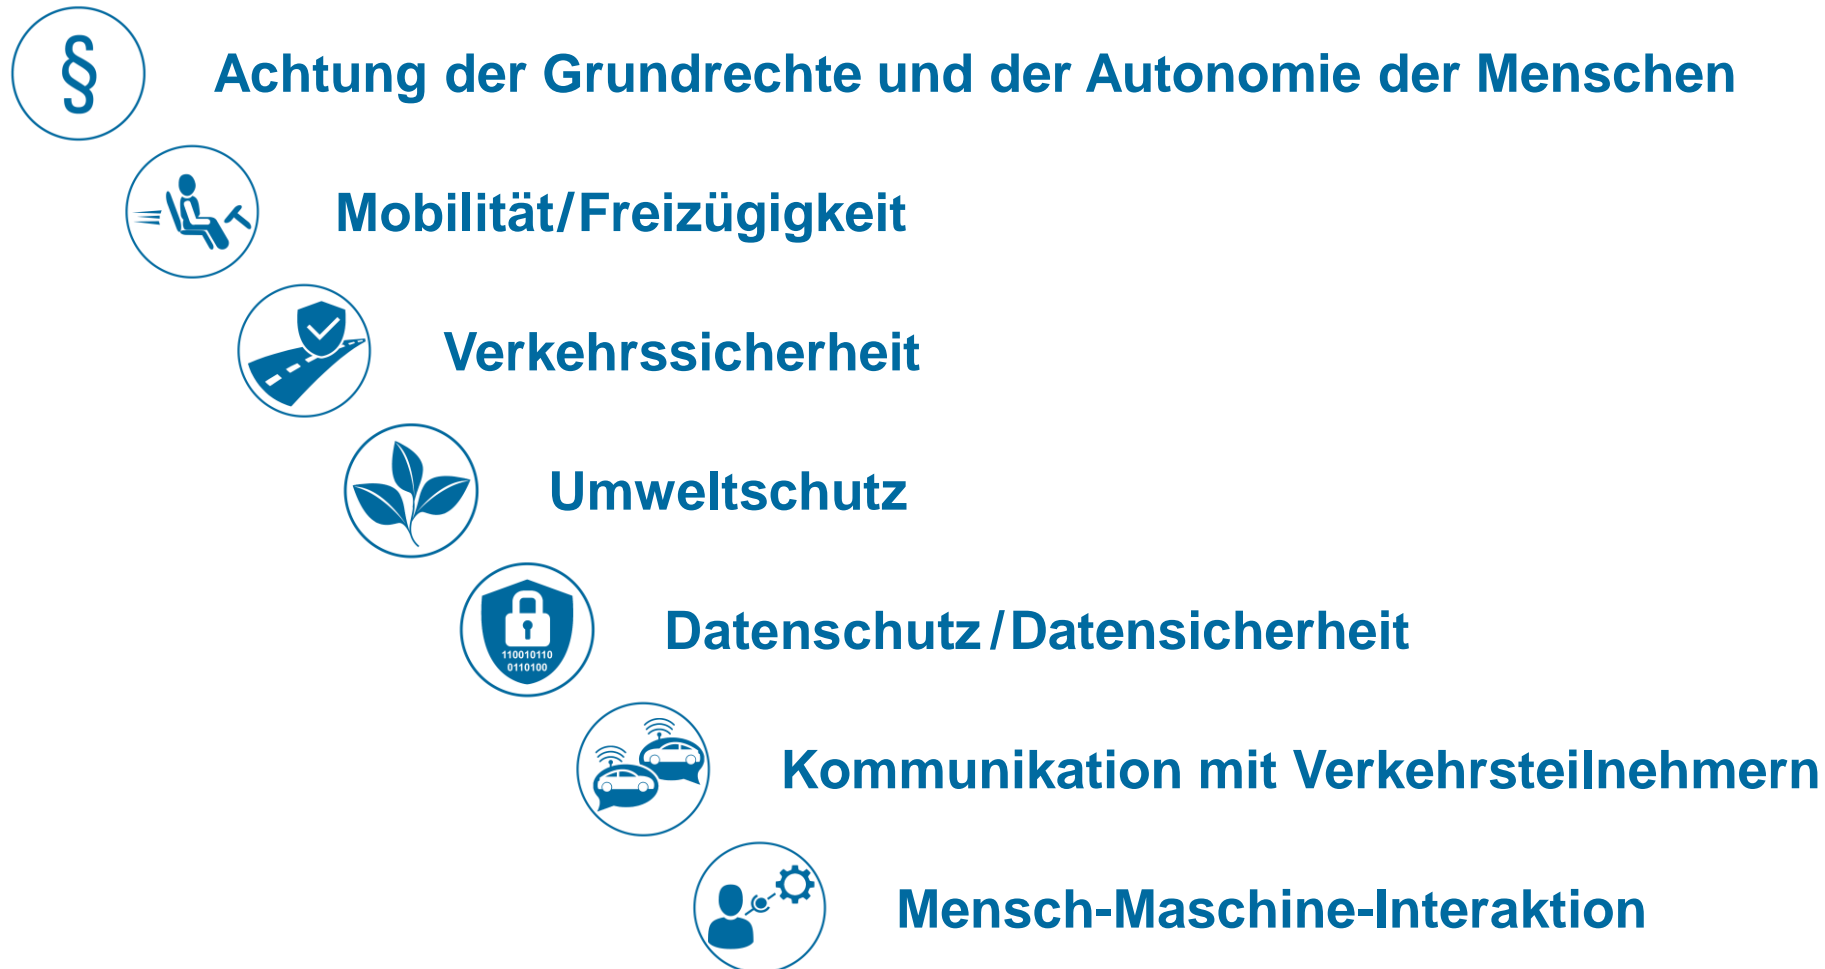 §
Achtung der Grundrechte und der Autonomie der Menschen
Mobilität/Freizügigkeit
Verkehrssicherheit
Umweltschutz
110010110
0110100
Datenschutz/Datensicherheit
Kommunikation mit Verkehrsteilnehmern
Mensch-Maschine-Interaktion